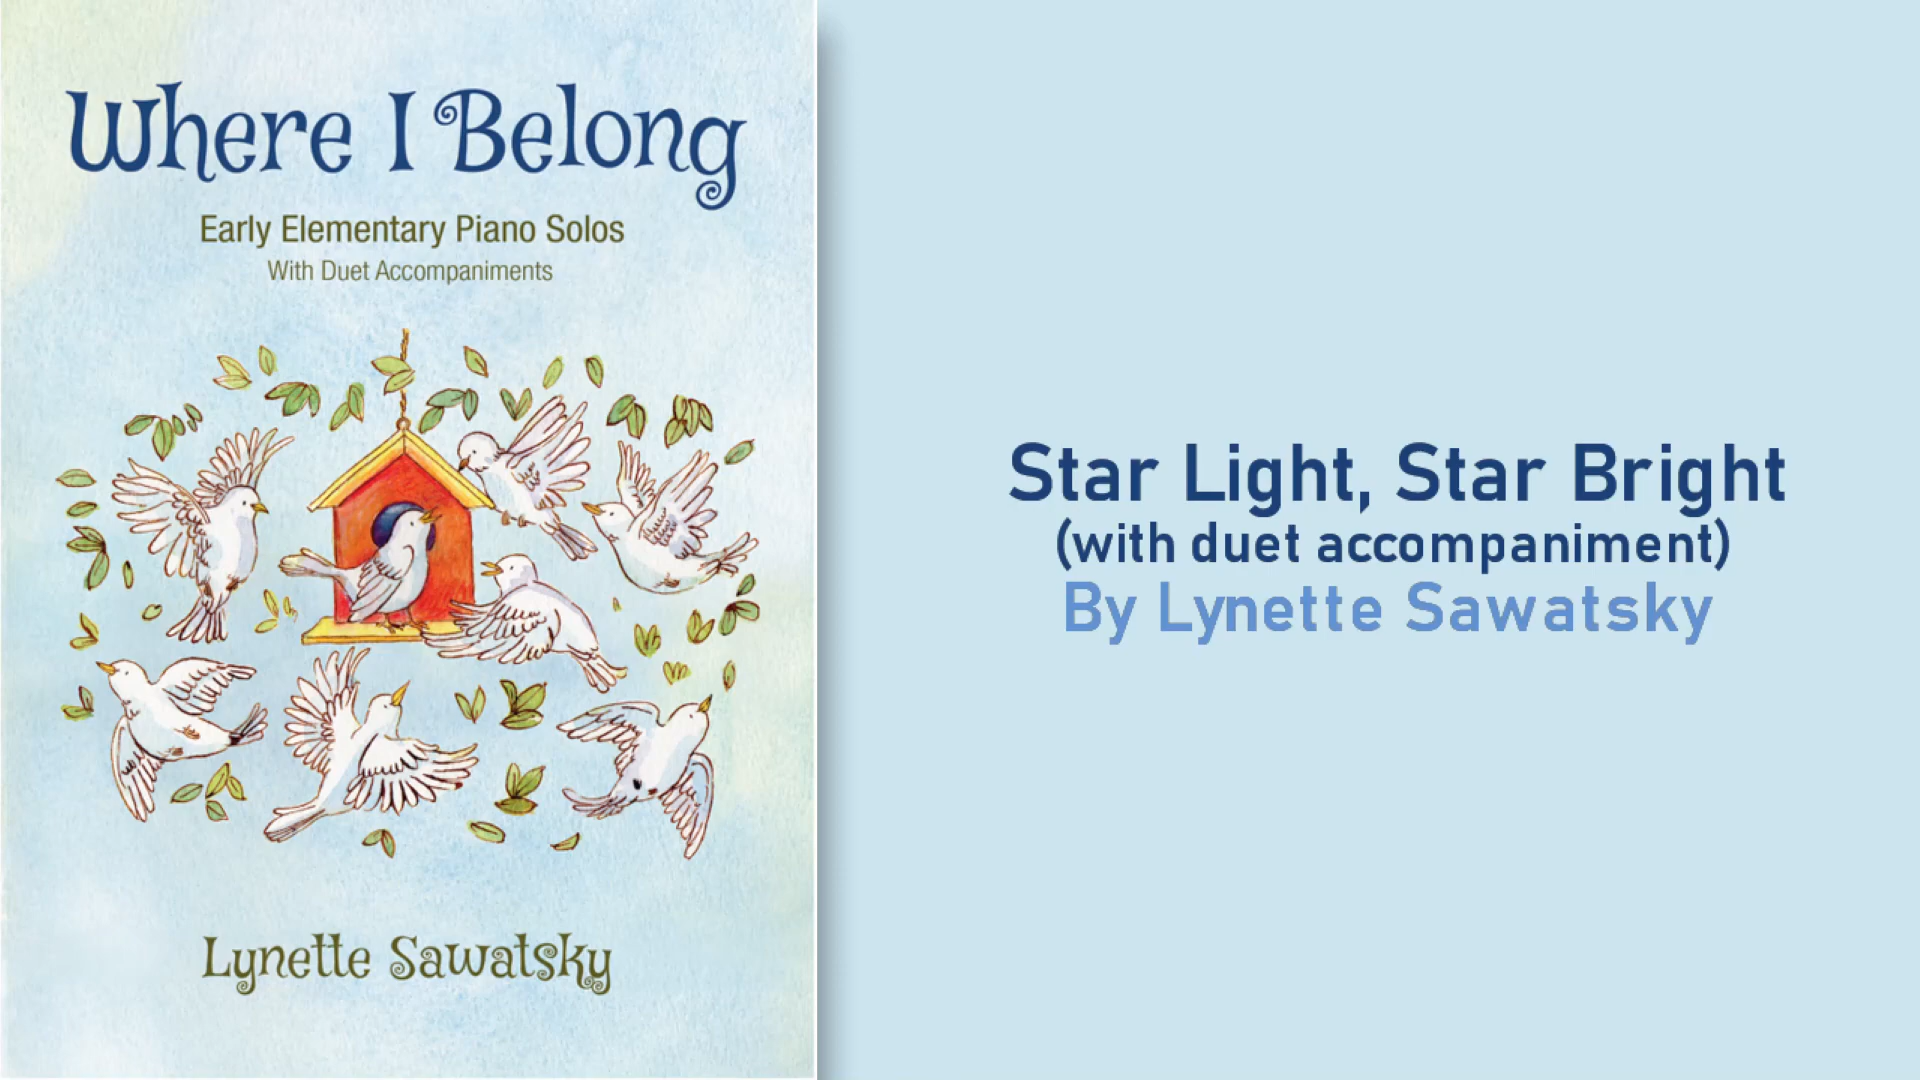 Where I Belong
Early Elementary Piano Solos
With Duet Accompaniments
Lynette Sawatsky
Star Light, Star Bright
(with duet accompaniment)
By Lynette Sawatsky